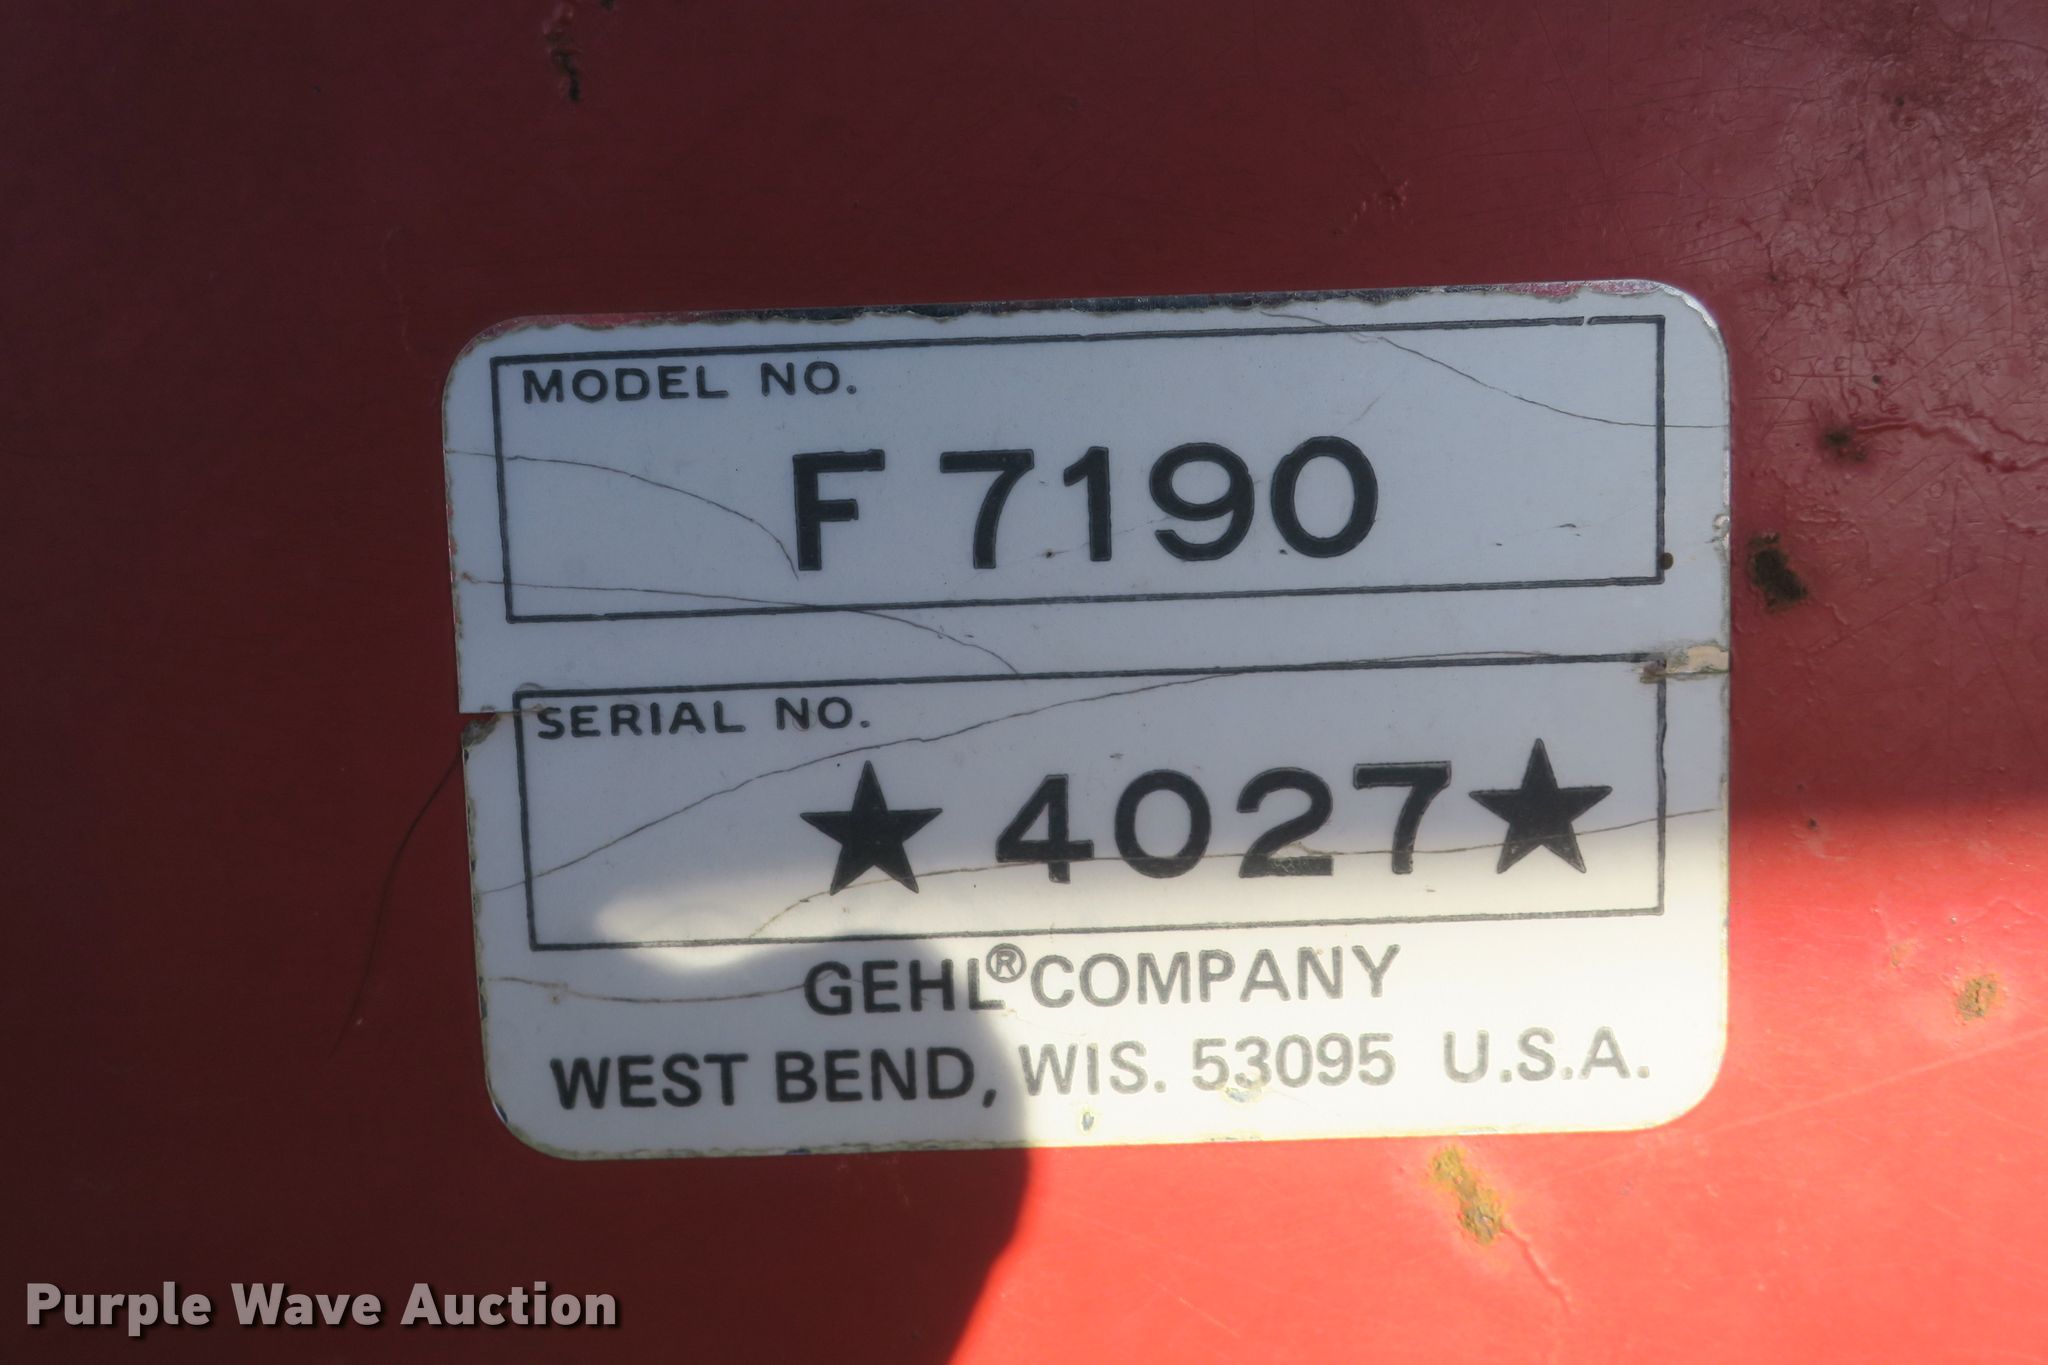 MODEL NO.
F 7190
SERIAL NO.
★ 4027 ★
GEHL® COMPANY
WEST BEND, WIS. 53095 U.S.A.
Purple Wave Auction